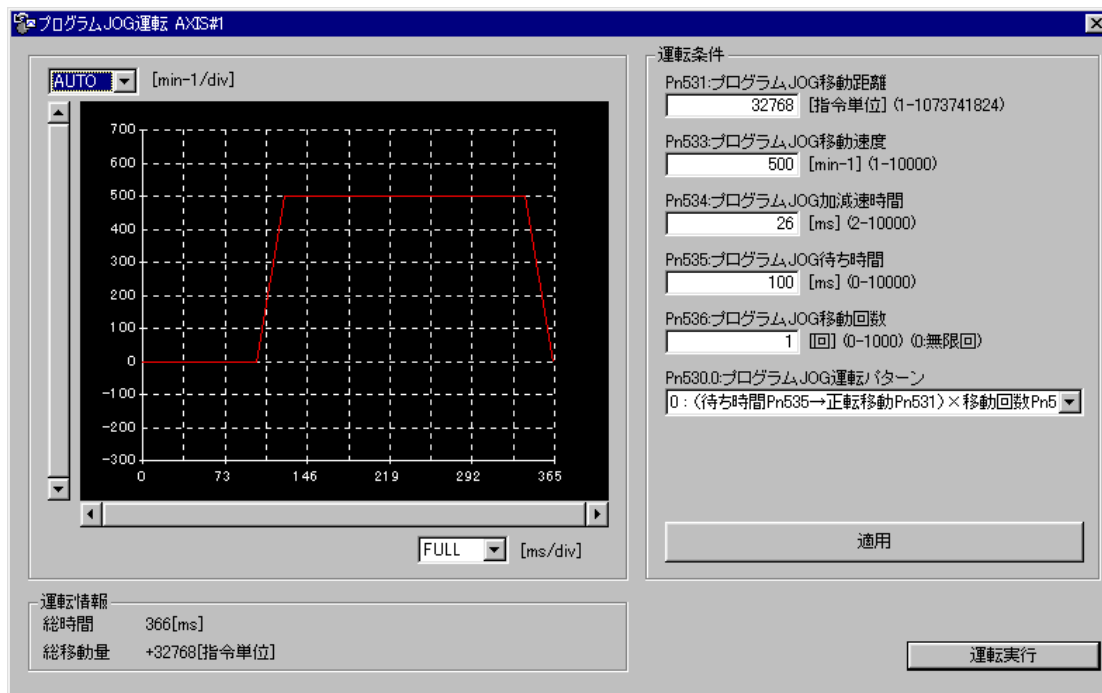 プログラムJOG運転 AXIS#1
AUTO [min-1/div]
700
600
500
400
300
200
100
0
-100
-200
-300
0 73 146 219 292 365
FULL [ms/div]
運転条件
Pn531:プログラムJOG移動距離
32768 [指令単位] (1-1073741824)
Pn533:プログラムJOG移動速度
500 [min-1] (1-10000)
Pn534:プログラムJOG加減速時間
26 [ms] (2-10000)
Pn535:プログラムJOG待ち時間
100 [ms] (0-10000)
Pn536:プログラムJOG移動回数
1 [回] (0-1000) (0:無限回)
Pn530.0:プログラムJOG運転パターン
0 : (待ち時間Pn535→正転移動Pn531)×移動回数Pn5
適用
運転情報
総時間 366[ms]
総移動量 +32768[指令単位]
運転実行